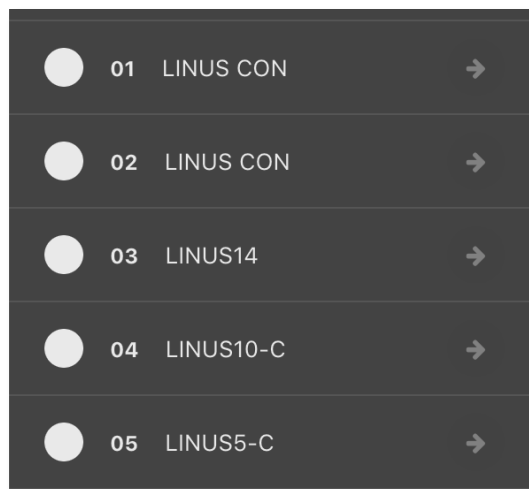 01 LINUS CON
02 LINUS CON
03 LINUS14
04 LINUS10-C
05 LINUS5-C